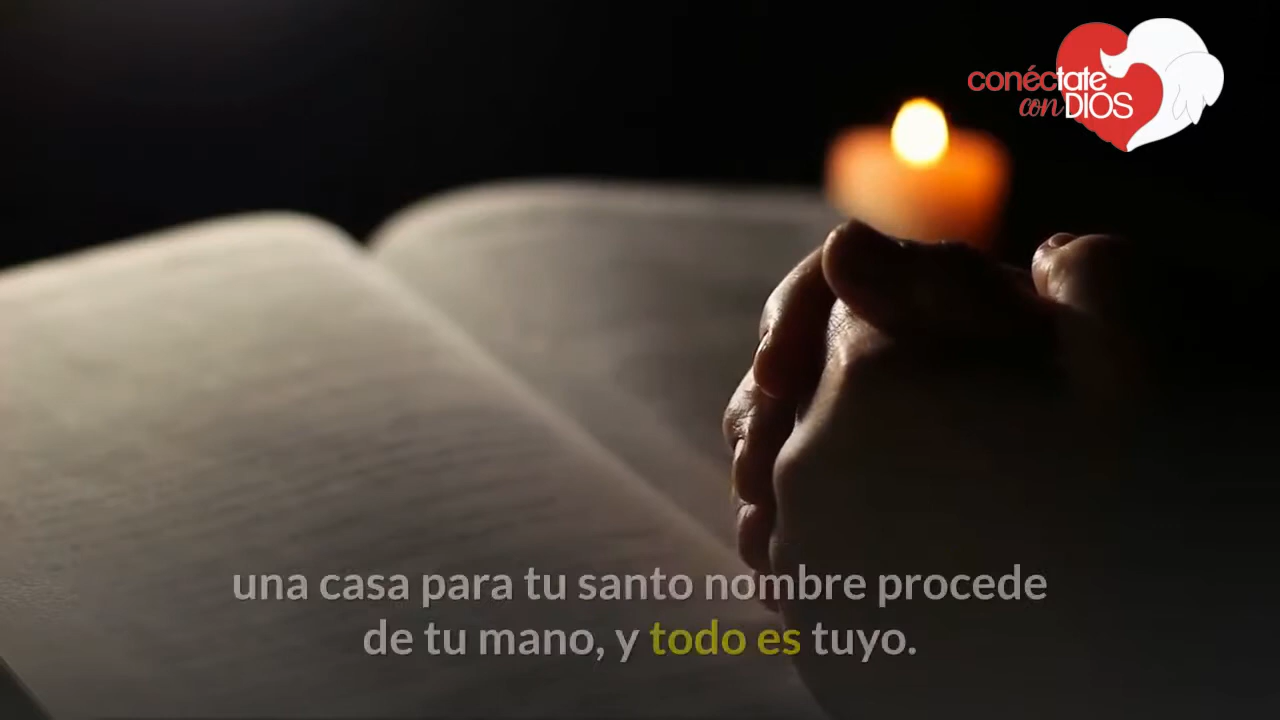 conéctate
con DIOS
una casa para tu santo nombre procede
de tu mano, y todo es tuyo.